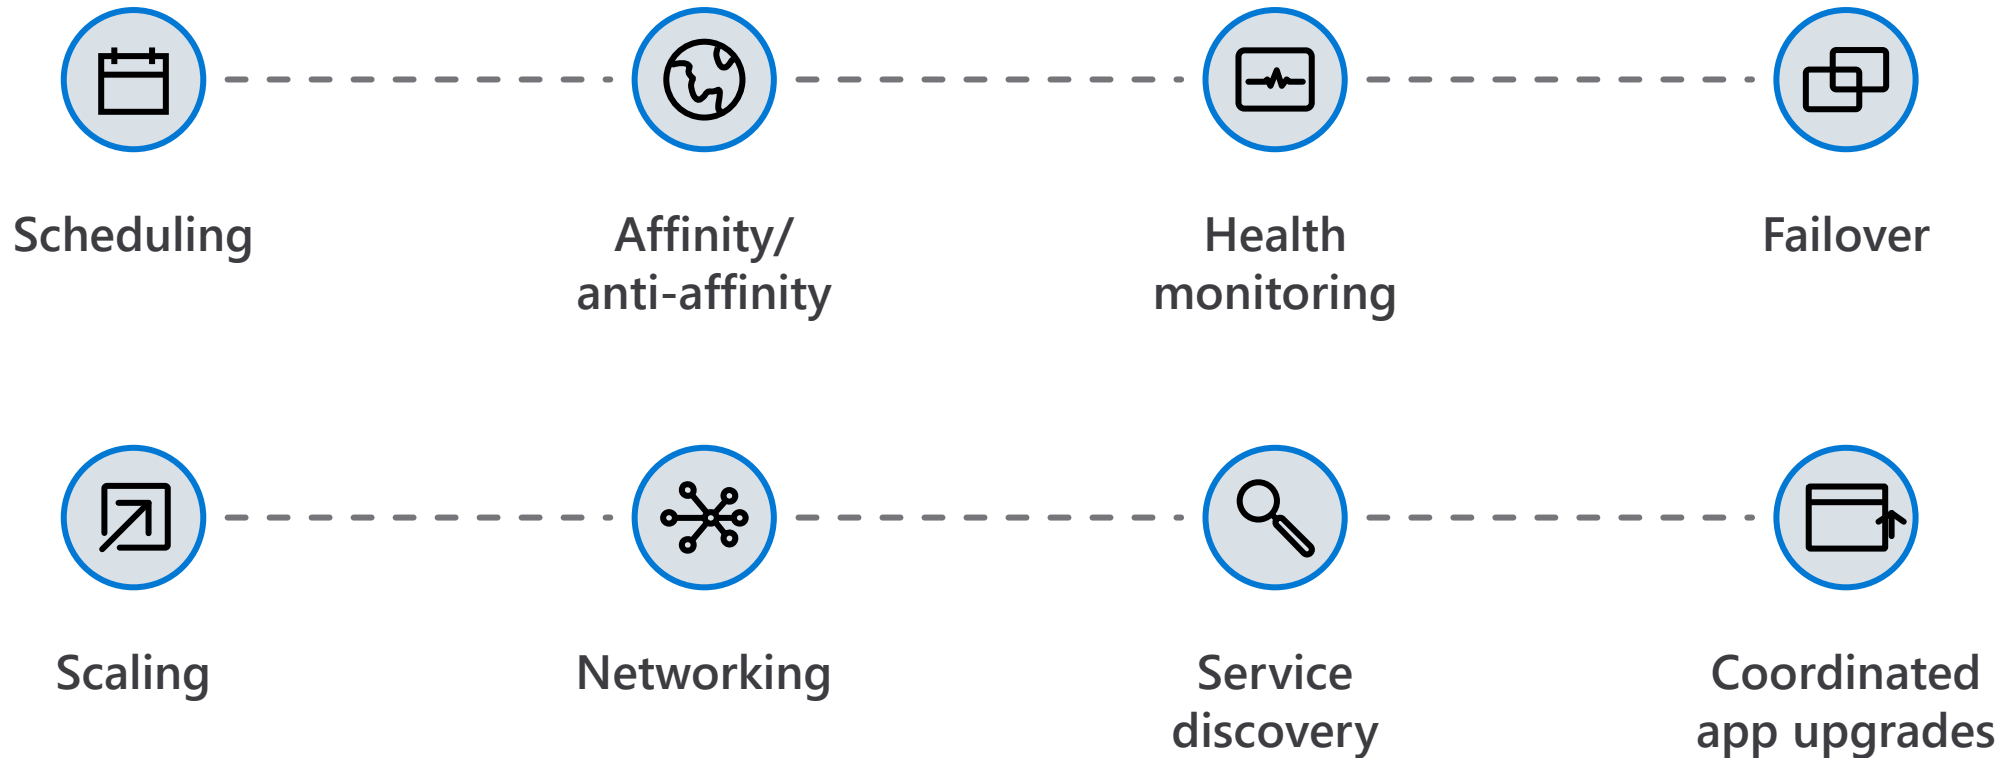 Scheduling
Affinity/
anti-affinity
Health
monitoring
Failover
Scaling
Networking
Service
discovery
Coordinated
app upgrades